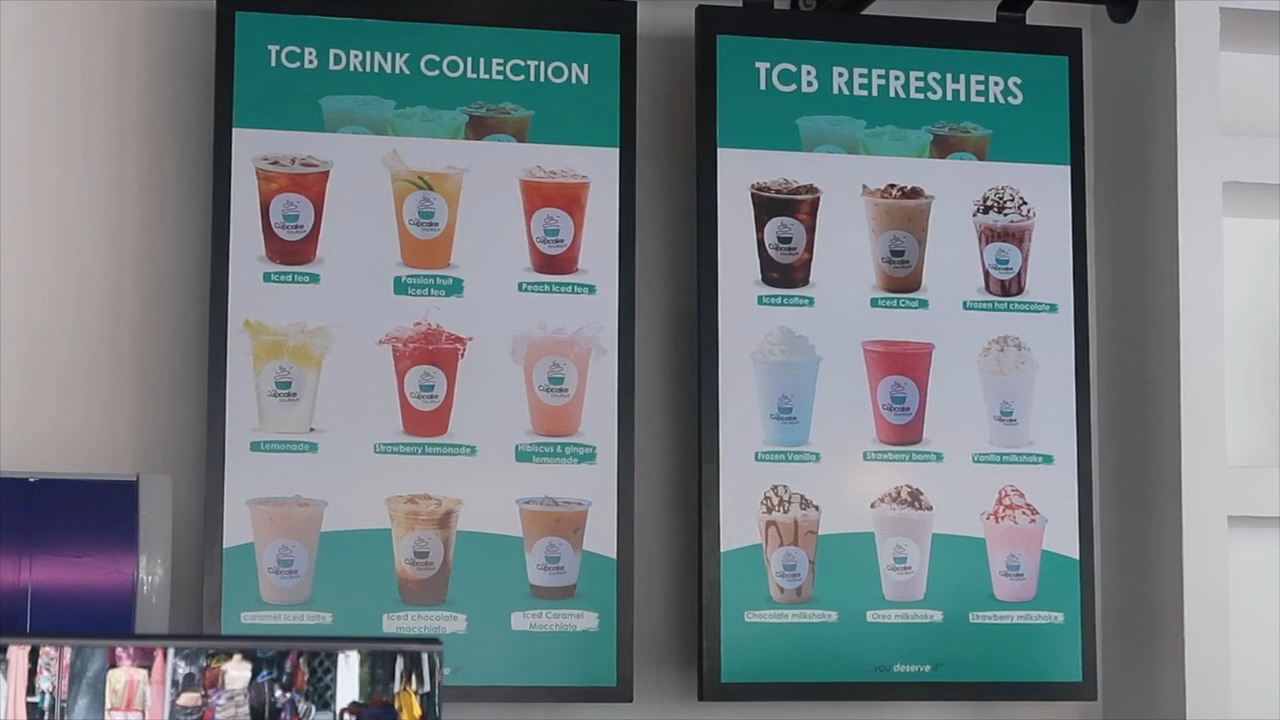 TCB DRINK COLLECTION
Iced tea
Passion fruit
Iced tea
Peach Iced tea
Lemonade
Strawberry lemonade
Hibiscus & ginger
lemonade
caramel iced latte
Iced chocolate
macchiato
Iced Caramel
Macchiato
TCB REFRESHERS
Iced coffee
Iced Chai
Frozen hot chocolate
Frozen Vanilla
Strawberry bomb
Vanilla milkshake
Chocolate milkshake
Oreo milkshake
Strawberry milkshake
you deserve it
Cupcake